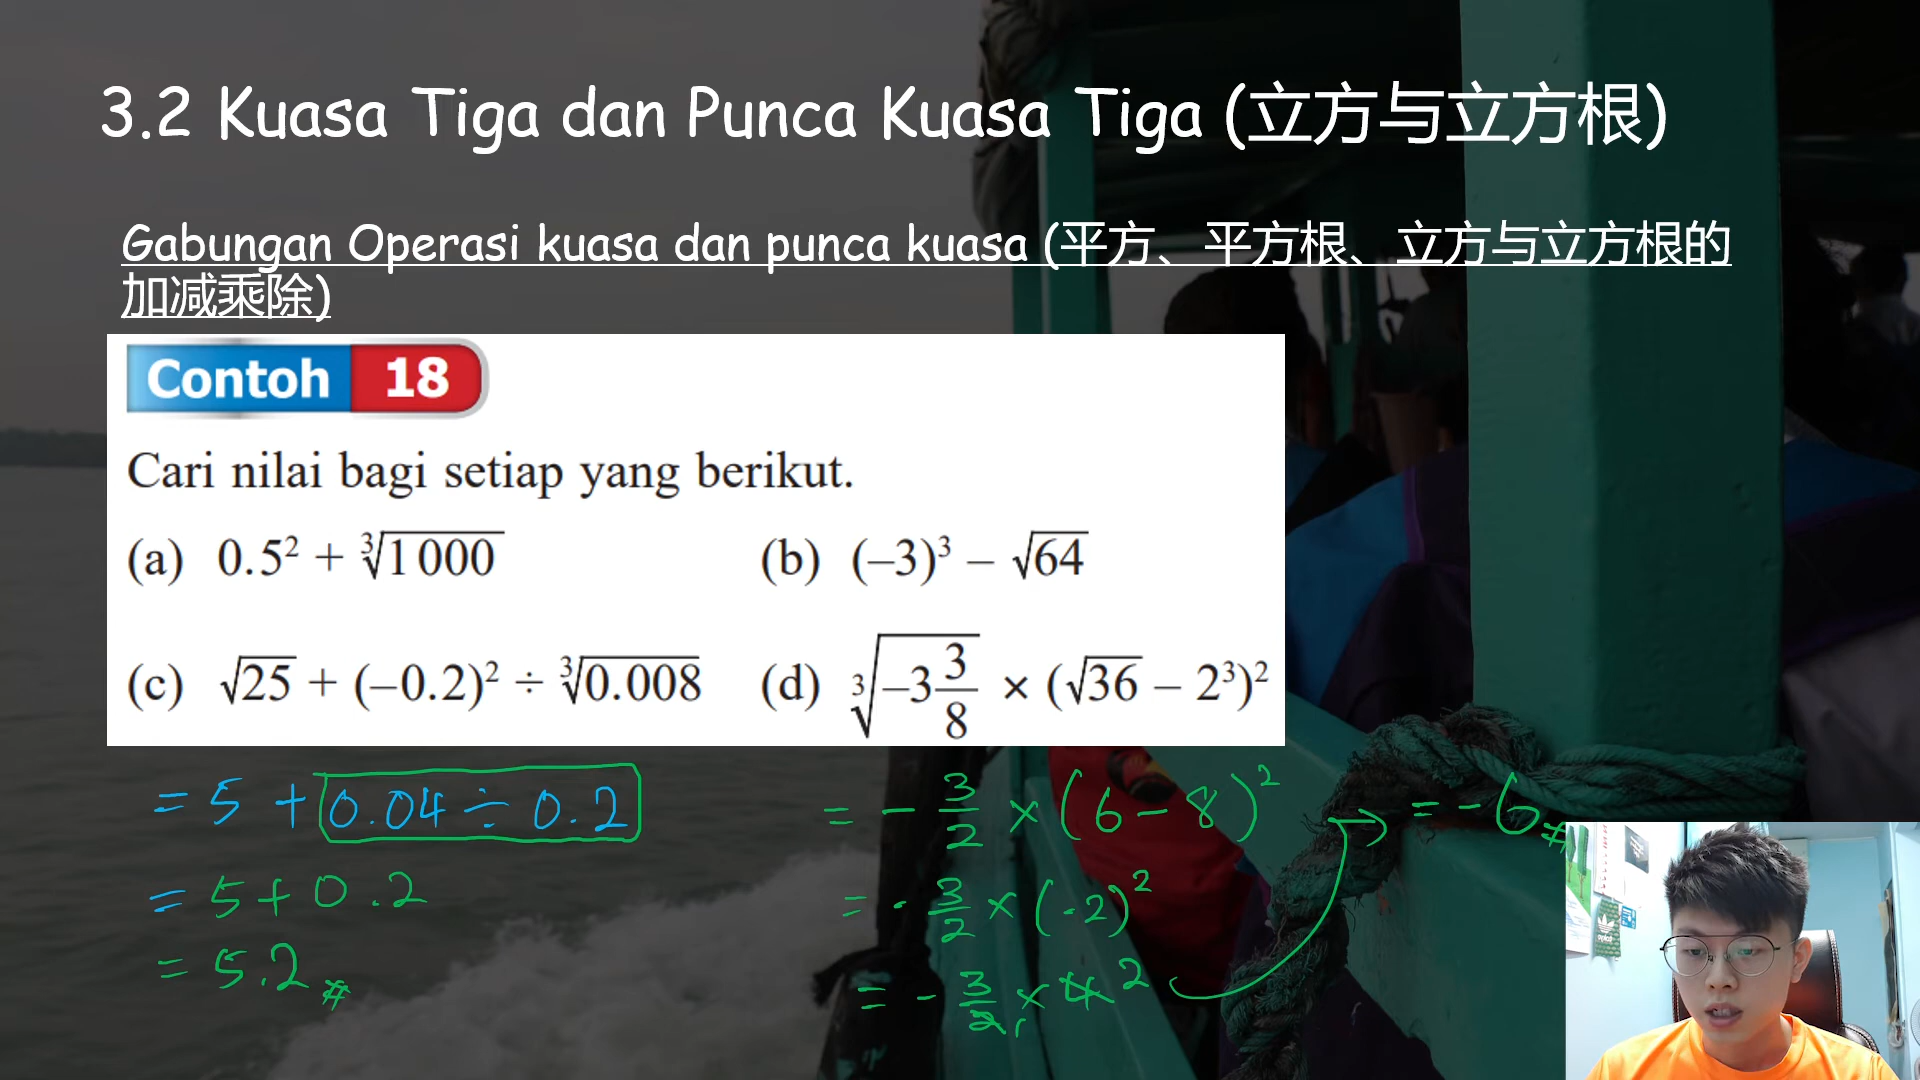 3.2 Kuasa Tiga dan Punca Kuasa Tiga (立方与立方根)
Gabungan Operasi kuasa dan punca kuasa (平方、平方根、立方与立方根的
加减乘除)
Contoh 18
Cari nilai bagi setiap yang berikut.
(a) 0.5² + ∛1 000
(b) (–3)³ – √64
(c) √25 + (–0.2)² ÷ ∛0.008
(d) ∛(–3 3/8) × (√36 – 2³)²
= 5 + 0.04 ÷ 0.2
= 5 + 0.2
= 5.2 #
= - 3/2 × (6 - 8)²
= - 3/2 × (-2)²
= - 3/2 × 4 2
1
= -6 #